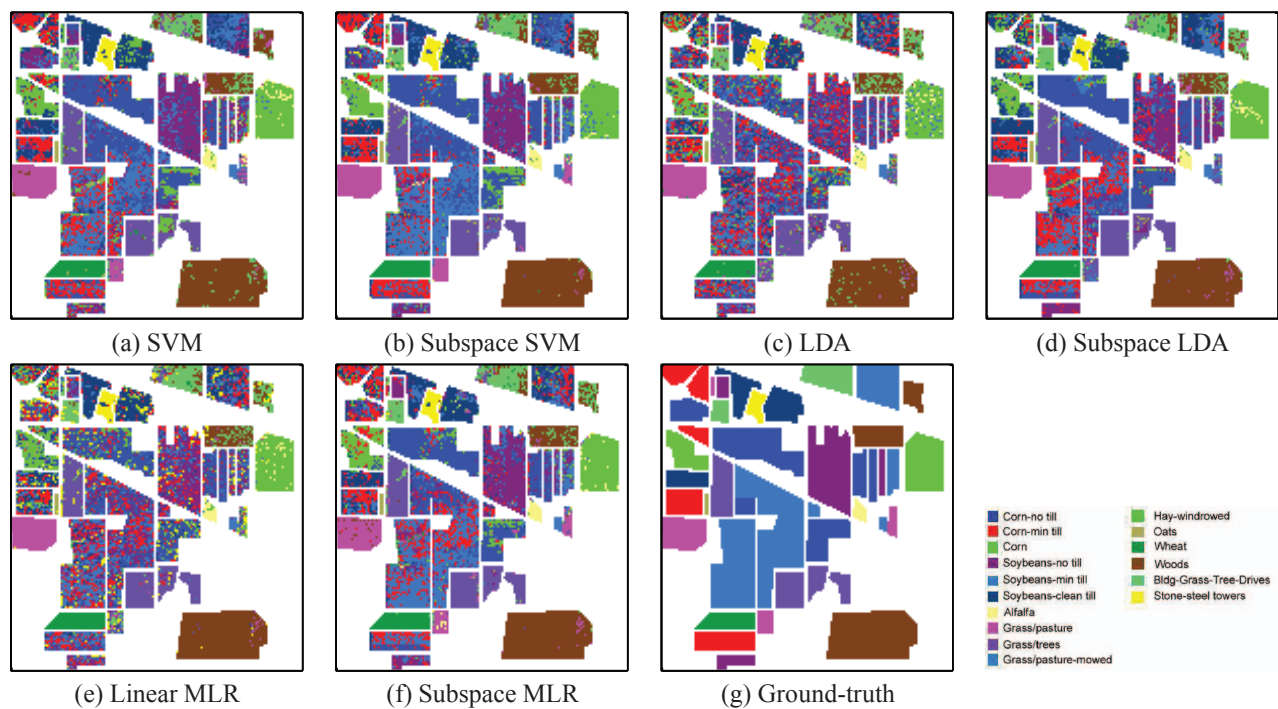 (a) SVM
(b) Subspace SVM
(c) LDA
(d) Subspace LDA
(e) Linear MLR
(f) Subspace MLR
(g) Ground-truth
Corn-no till
Corn-min till
Corn
Soybeans-no till
Soybeans-min till
Soybeans-clean till
Alfalfa
Grass/pasture
Grass/trees
Grass/pasture-mowed
Hay-windrowed
Oats
Wheat
Woods
Bldg-Grass-Tree-Drives
Stone-steel towers